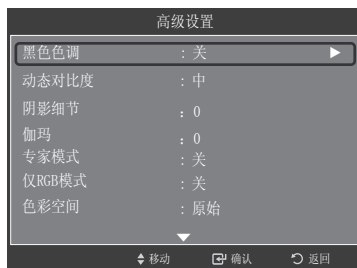 高级设置
黑色色调 : 关
动态对比度 : 中
阴影细节 : 0
伽玛 : 0
专家模式 : 关
仅RGB模式 : 关
色彩空间 : 原始
移动 确认 返回